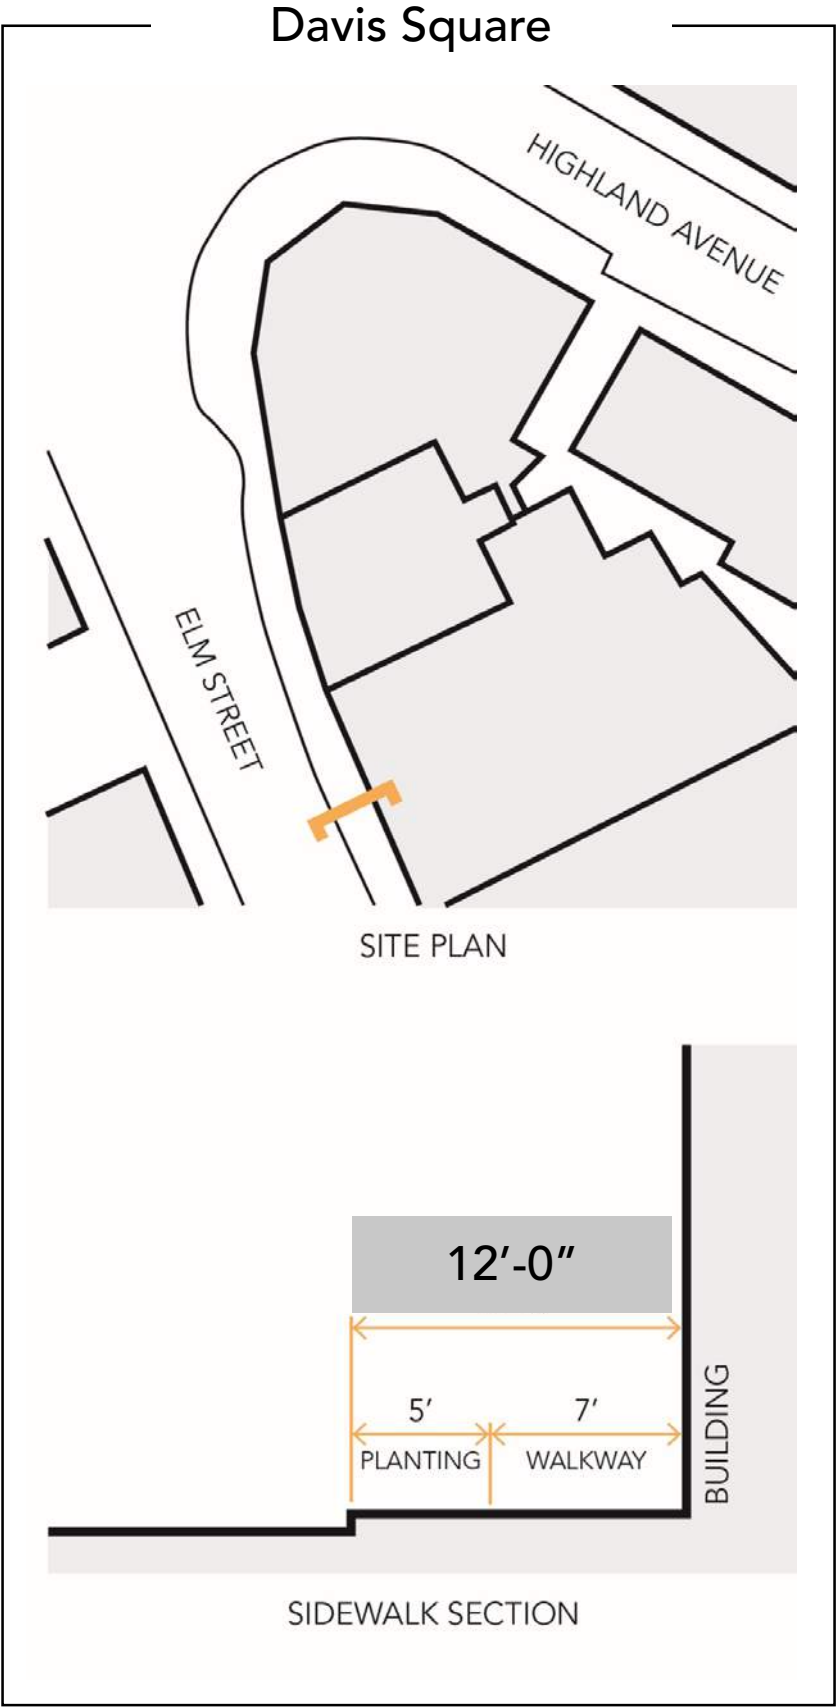 Davis Square
HIGHLAND AVENUE
ELM STREET
SITE PLAN
12′-0″
5′
7′
PLANTING
WALKWAY
BUILDING
SIDEWALK SECTION